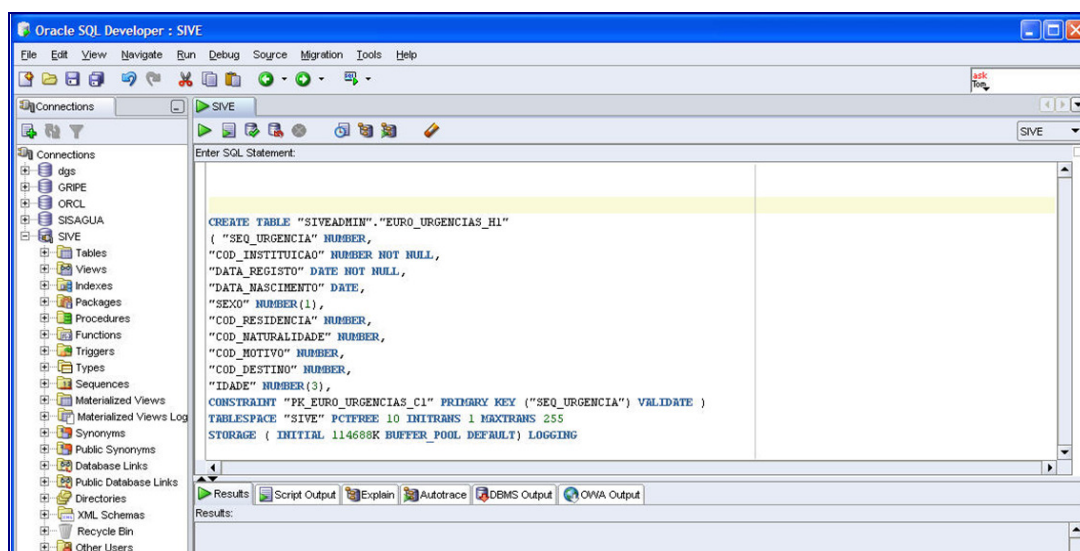 Oracle SQL Developer : SIVE
File Edit View Navigate Run Debug Source Migration Tools Help
ask
Tom
Connections
SIVE
SIVE
Connections
dgs
GRIPE
ORCL
SISAGUA
SIVE
Tables
Views
Indexes
Packages
Procedures
Functions
Triggers
Types
Sequences
Materialized Views
Materialized Views Log
Synonyms
Public Synonyms
Database Links
Public Database Links
Directories
XML Schemas
Recycle Bin
Other Users
Enter SQL Statement:
CREATE TABLE "SIVEADMIN"."EURO_URGENCIAS_H1"
( "SEQ_URGENCIA" NUMBER,
"COD_INSTITUICAO" NUMBER NOT NULL,
"DATA_REGISTO" DATE NOT NULL,
"DATA_NASCIMENTO" DATE,
"SEXO" NUMBER(1),
"COD_RESIDENCIA" NUMBER,
"COD_NATURALIDADE" NUMBER,
"COD_MOTIVO" NUMBER,
"COD_DESTINO" NUMBER,
"IDADE" NUMBER(3),
CONSTRAINT "PK_EURO_URGENCIAS_C1" PRIMARY KEY ("SEQ_URGENCIA") VALIDATE )
TABLESPACE "SIVE" PCTFREE 10 INITRANS 1 MAXTRANS 255
STORAGE ( INITIAL 114688K BUFFER_POOL DEFAULT) LOGGING
Results Script Output Explain Autotrace DBMS Output OWA Output
Results: